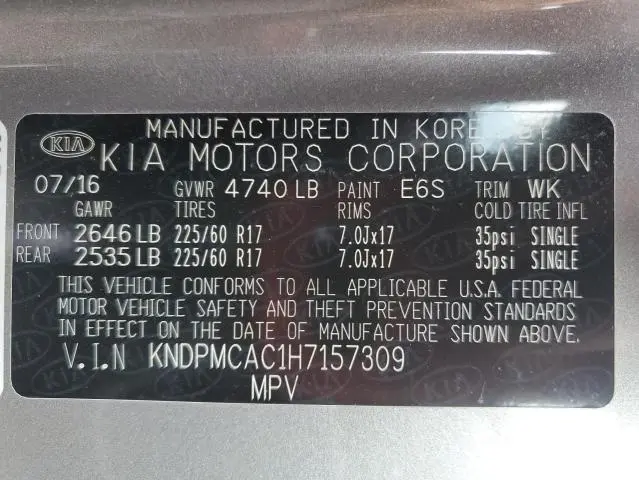 MANUFACTURED IN KOREA BY
KIA KIA MOTORS CORPORATION
07/16 GVWR 4740 LB PAINT E6S TRIM WK
GAWR TIRES RIMS COLD TIRE INFL
FRONT 2646 LB 225/60 R17 7.0Jx17 35psi SINGLE
REAR 2535 LB 225/60 R17 7.0Jx17 35psi SINGLE
THIS VEHICLE CONFORMS TO ALL APPLICABLE U.S.A. FEDERAL
MOTOR VEHICLE SAFETY AND THEFT PREVENTION STANDARDS
IN EFFECT ON THE DATE OF MANUFACTURE SHOWN ABOVE.
V.I.N KNDPMCAC1H7157309
MPV